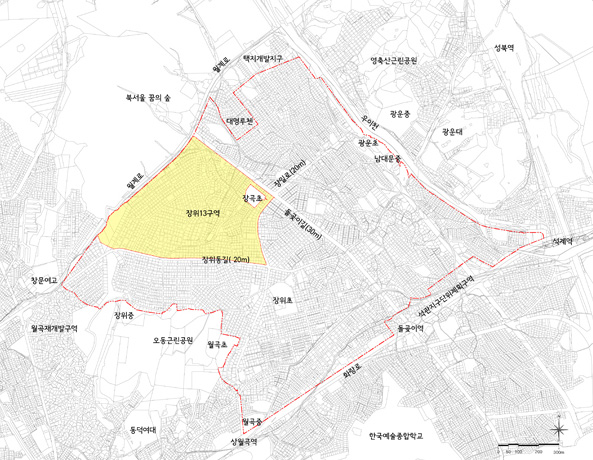 성북역
택지개발지구
영축산근린공원
월계로
북서울 꿈의 숲
대명루첸
우이천
광운중
광운대
광운초
남대문중
장월로(20m)
월계로
장곡초
장위13구역
돌곶이길(30m)
석계역
장위동길( 20m)
창문여고
장위초
석관지구단위계획구역
장위중
월곡재개발구역
오동근린공원
월곡초
돌곶이역
화랑로
월곡중
동덕여대
상월곡역
한국예술종합학교
0 50 100 200 300m